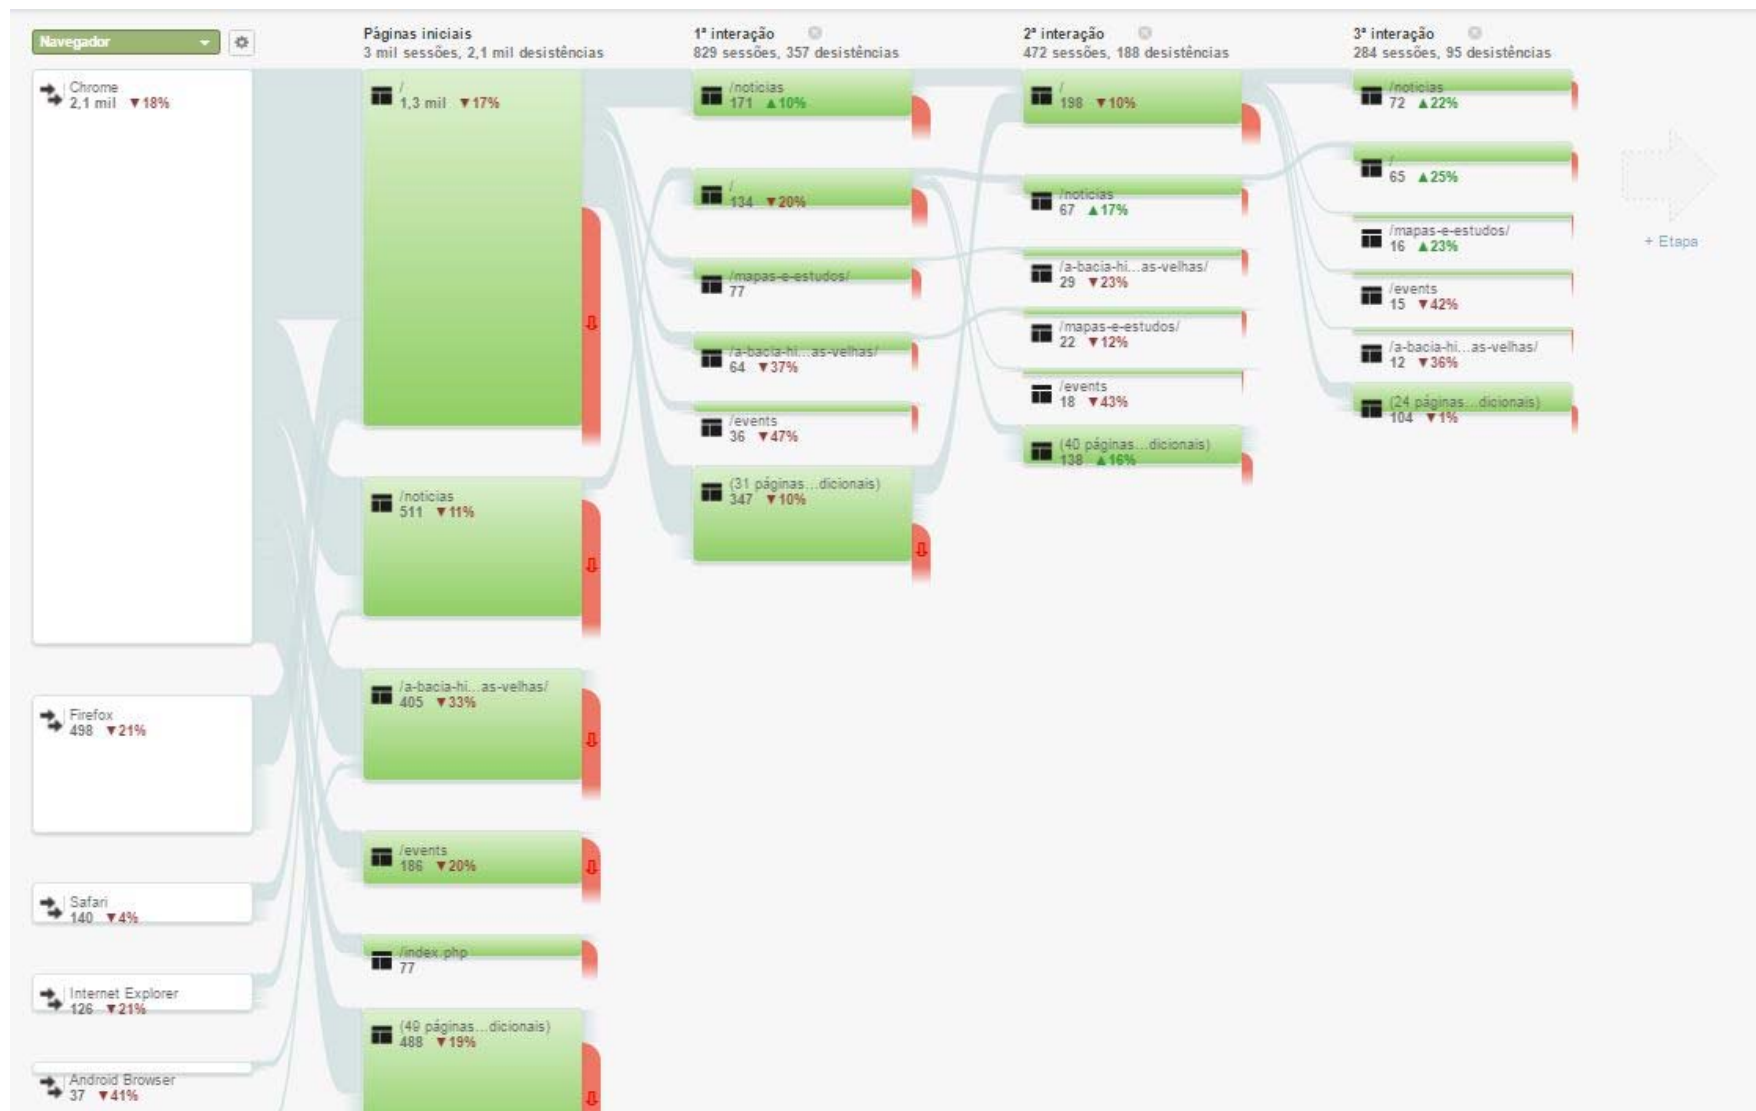 Navegador
Chrome
2,1 mil ▼18%
Firefox
498 ▼21%
Safari
140 ▼4%
Internet Explorer
126 ▼21%
Android Browser
37 ▼41%
Páginas iniciais
3 mil sessões, 2,1 mil desistências
/
1,3 mil ▼17%
/noticias
511 ▼11%
/a-bacia-hi...as-velhas/
405 ▼33%
/events
186 ▼20%
/index.php
77
(49 páginas...dicionais)
488 ▼19%
1ª interação
829 sessões, 357 desistências
/noticias
171 ▲10%
/
134 ▼20%
/mapas-e-estudos/
77
/a-bacia-hi...as-velhas/
64 ▼37%
/events
36 ▼47%
(31 páginas...dicionais)
347 ▼10%
2ª interação
472 sessões, 188 desistências
/
198 ▼10%
/noticias
67 ▲17%
/a-bacia-hi...as-velhas/
29 ▼23%
/mapas-e-estudos/
22 ▼12%
/events
18 ▼43%
(40 páginas...dicionais)
138 ▲16%
3ª interação
284 sessões, 95 desistências
/noticias
72 ▲22%
/
65 ▲25%
/mapas-e-estudos/
16 ▲23%
/events
15 ▼42%
/a-bacia-hi...as-velhas/
12 ▼36%
(24 páginas...dicionais)
104 ▼1%
+ Etapa